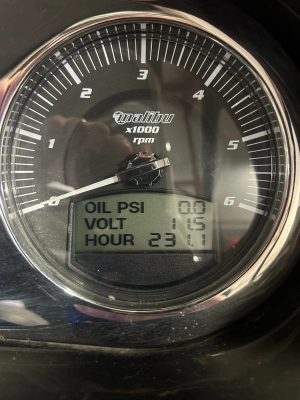 3
2 4
malibu
x1000
1 5
rpm
0 6
OIL PSI 0.0
VOLT 11.5
HOUR 231.1